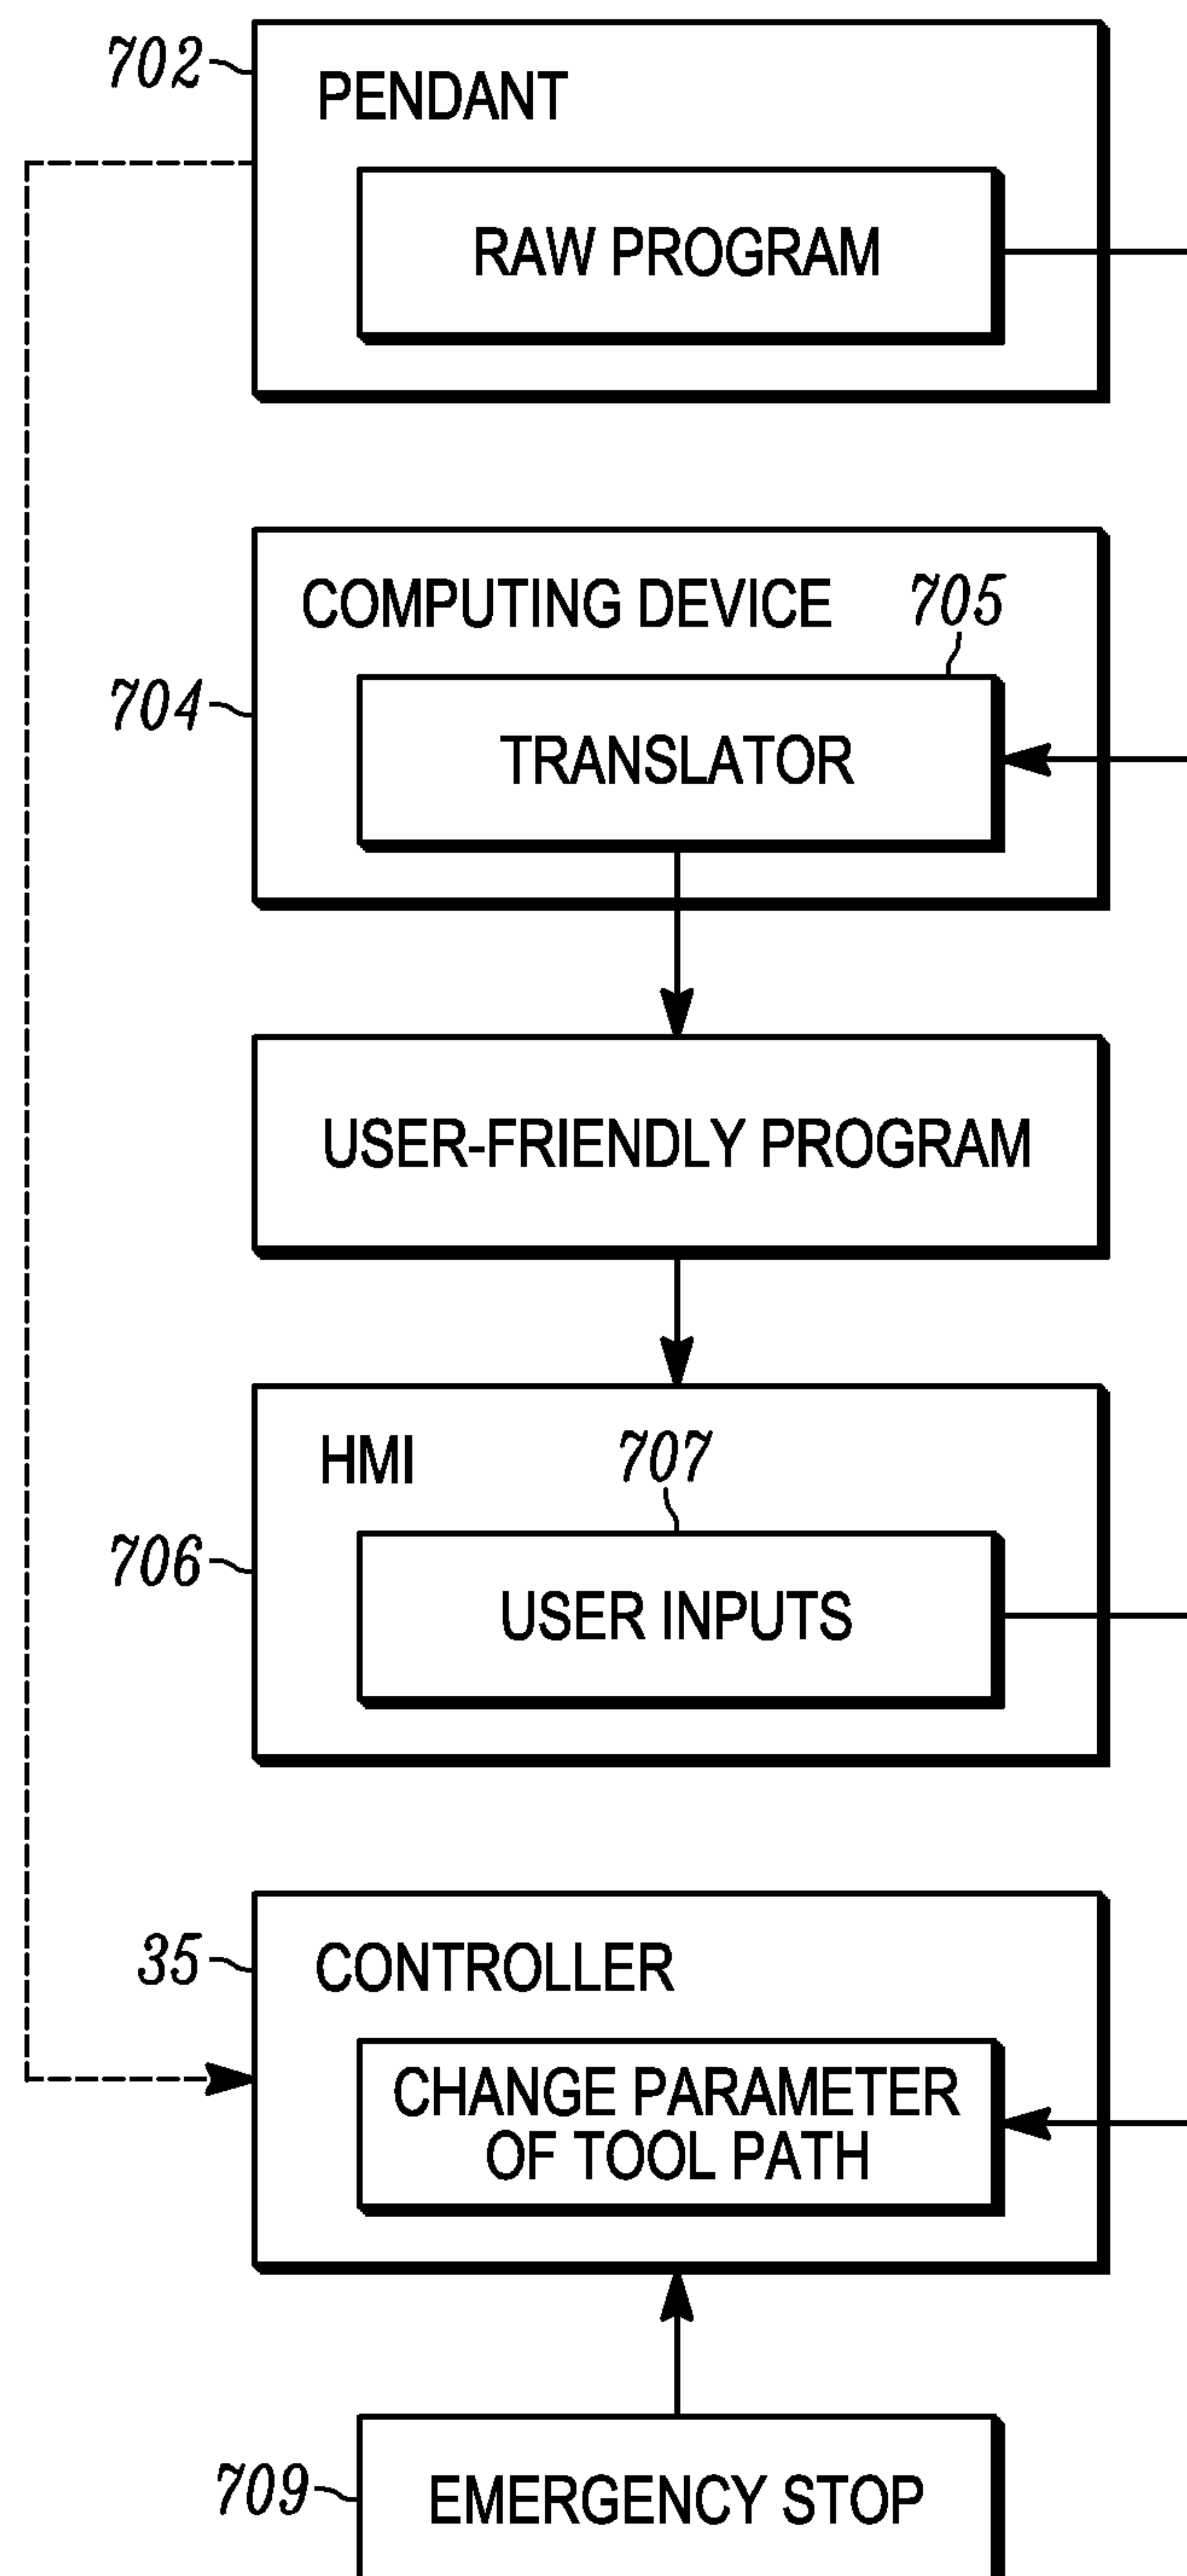 702
PENDANT
RAW PROGRAM
COMPUTING DEVICE
705
704
TRANSLATOR
USER-FRIENDLY PROGRAM
HMI
707
706
USER INPUTS
35
CONTROLLER
CHANGE PARAMETER
OF TOOL PATH
709
EMERGENCY STOP